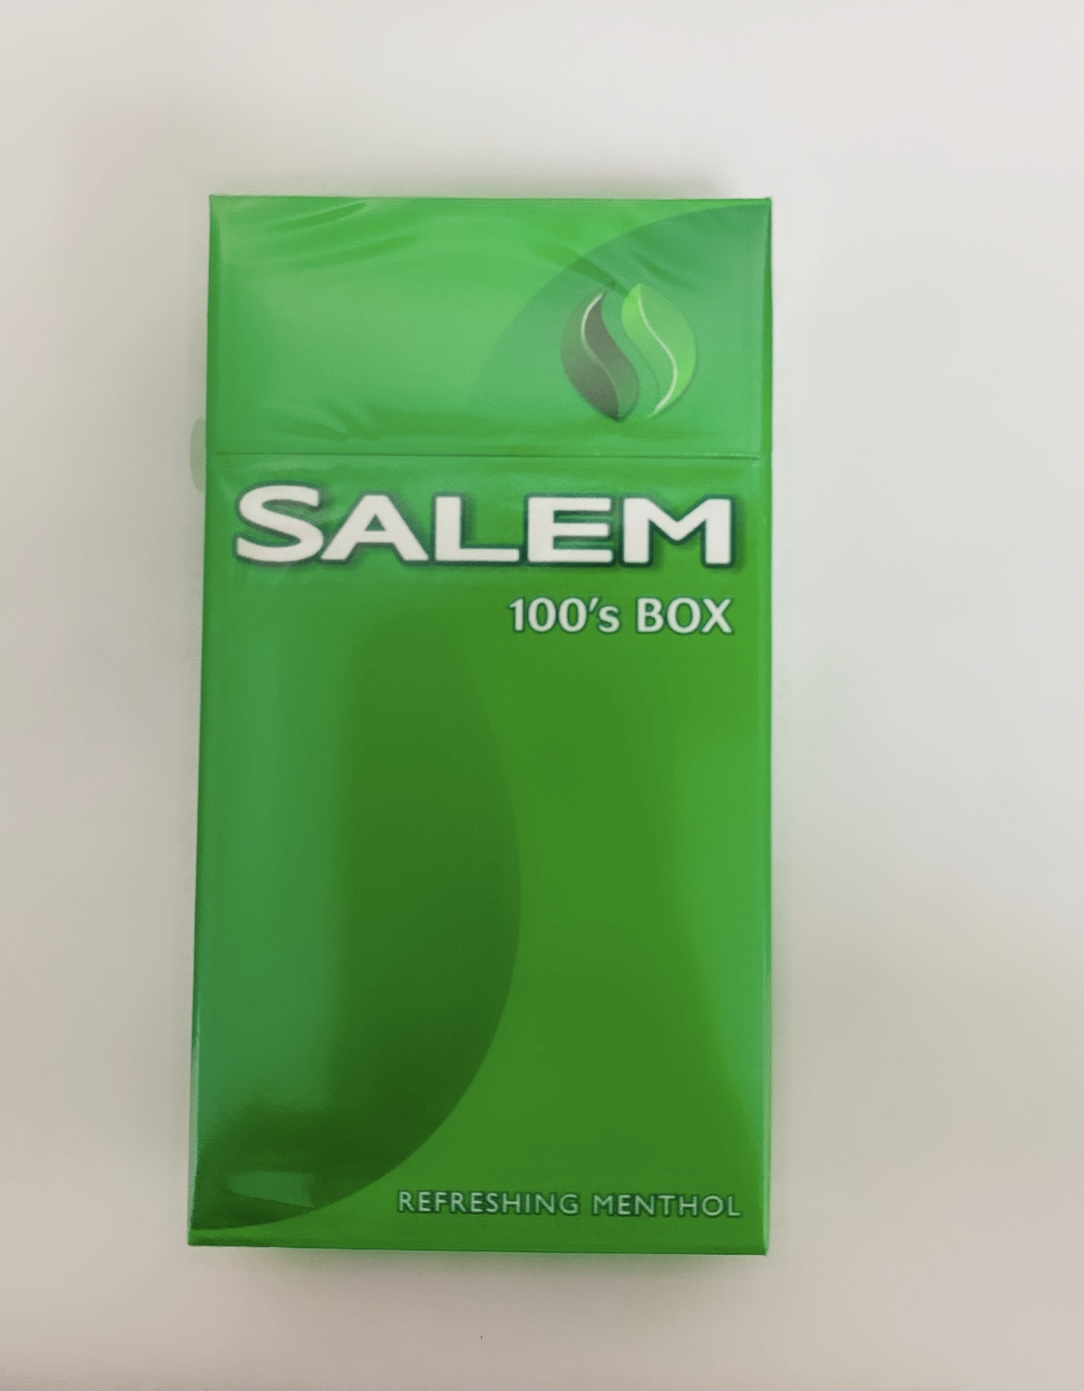 SALEM
100's BOX
REFRESHING MENTHOL